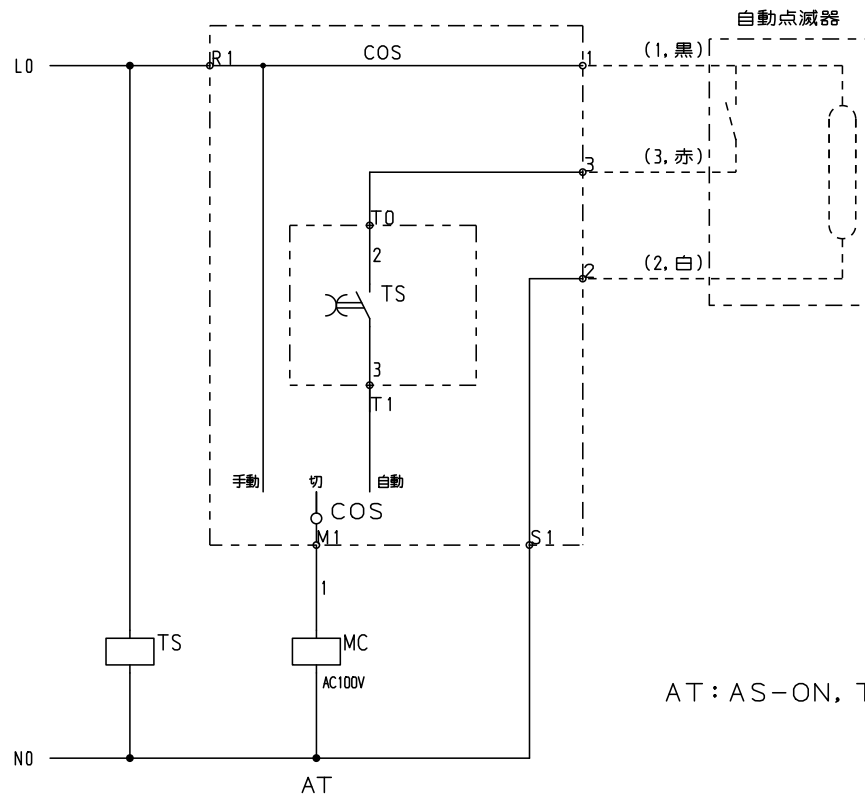 自動点滅器
L0
R1
COS
1
(1,黒)
3
(3,赤)
T0
2
TS
2
(2,白)
3
T1
手動
切
自動
COS
M1
S1
1
TS
MC
AC100V
AT:AS-ON, T
N0
AT